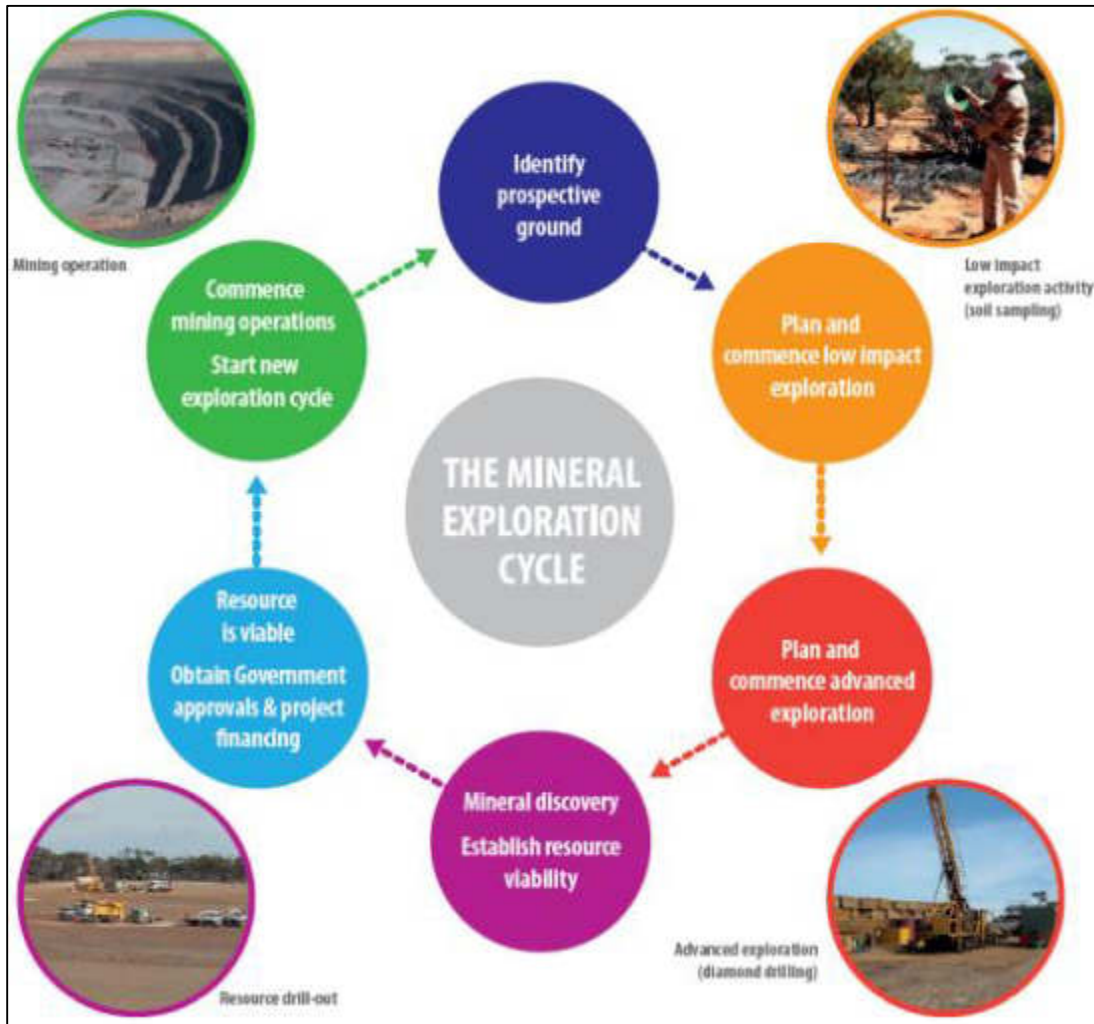 Identify
prospective
ground
Mining operation
Low impact
exploration activity
(soil sampling)
Commence
mining operations
Start new
exploration cycle
Plan and
commence low impact
exploration
THE MINERAL
EXPLORATION
CYCLE
Resource
is viable
Obtain Government
approvals & project
financing
Plan and
commence advanced
exploration
Mineral discovery
Establish resource
viability
Advanced exploration
(diamond drilling)
Resource drill-out